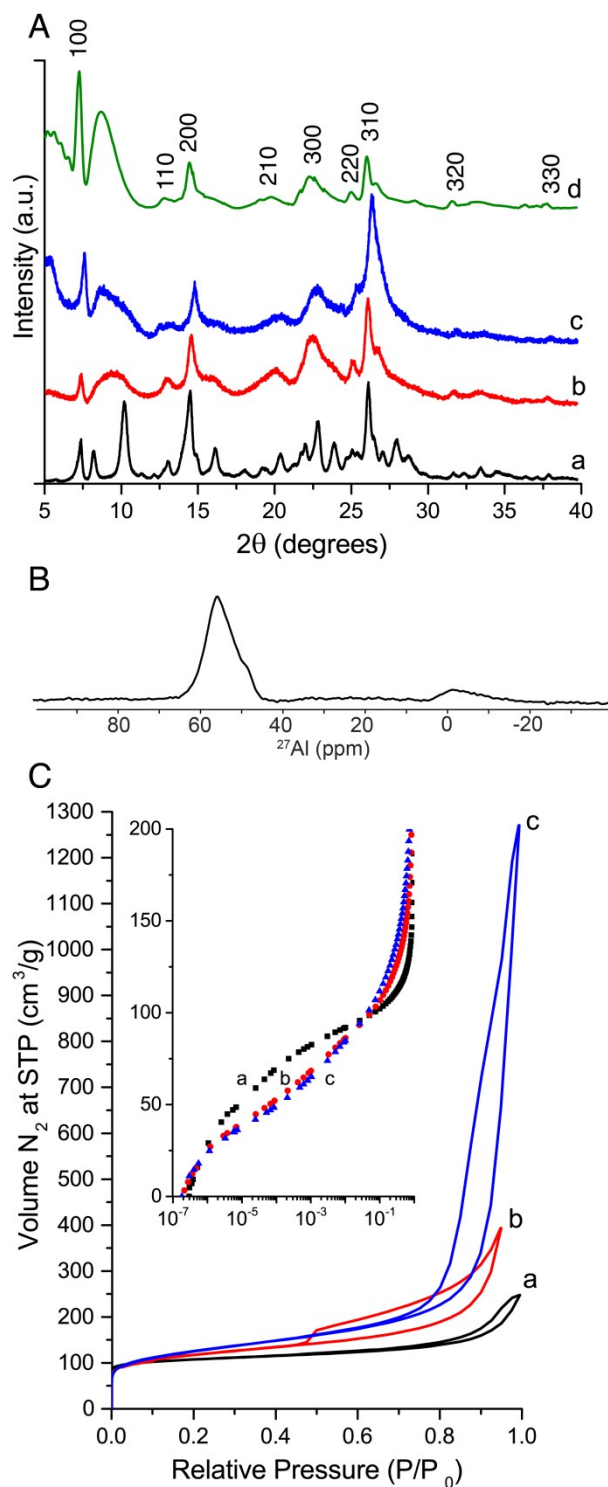 A
100
110
200
210
300
220
310
320
330
d
c
b
a
Intensity (a.u.)
5 10 15 20 25 30 35 40
2θ (degrees)
B
80 60 40 20 0 -20
²⁷Al (ppm)
C
1300
1200
1100
1000
900
800
700
600
500
400
300
200
100
0
Volume N₂ at STP (cm³/g)
200
150
100
50
0
a b c
10⁻⁷ 10⁻⁵ 10⁻³ 10⁻¹
c
b
a
0.0 0.2 0.4 0.6 0.8 1.0
Relative Pressure (P/P₀)